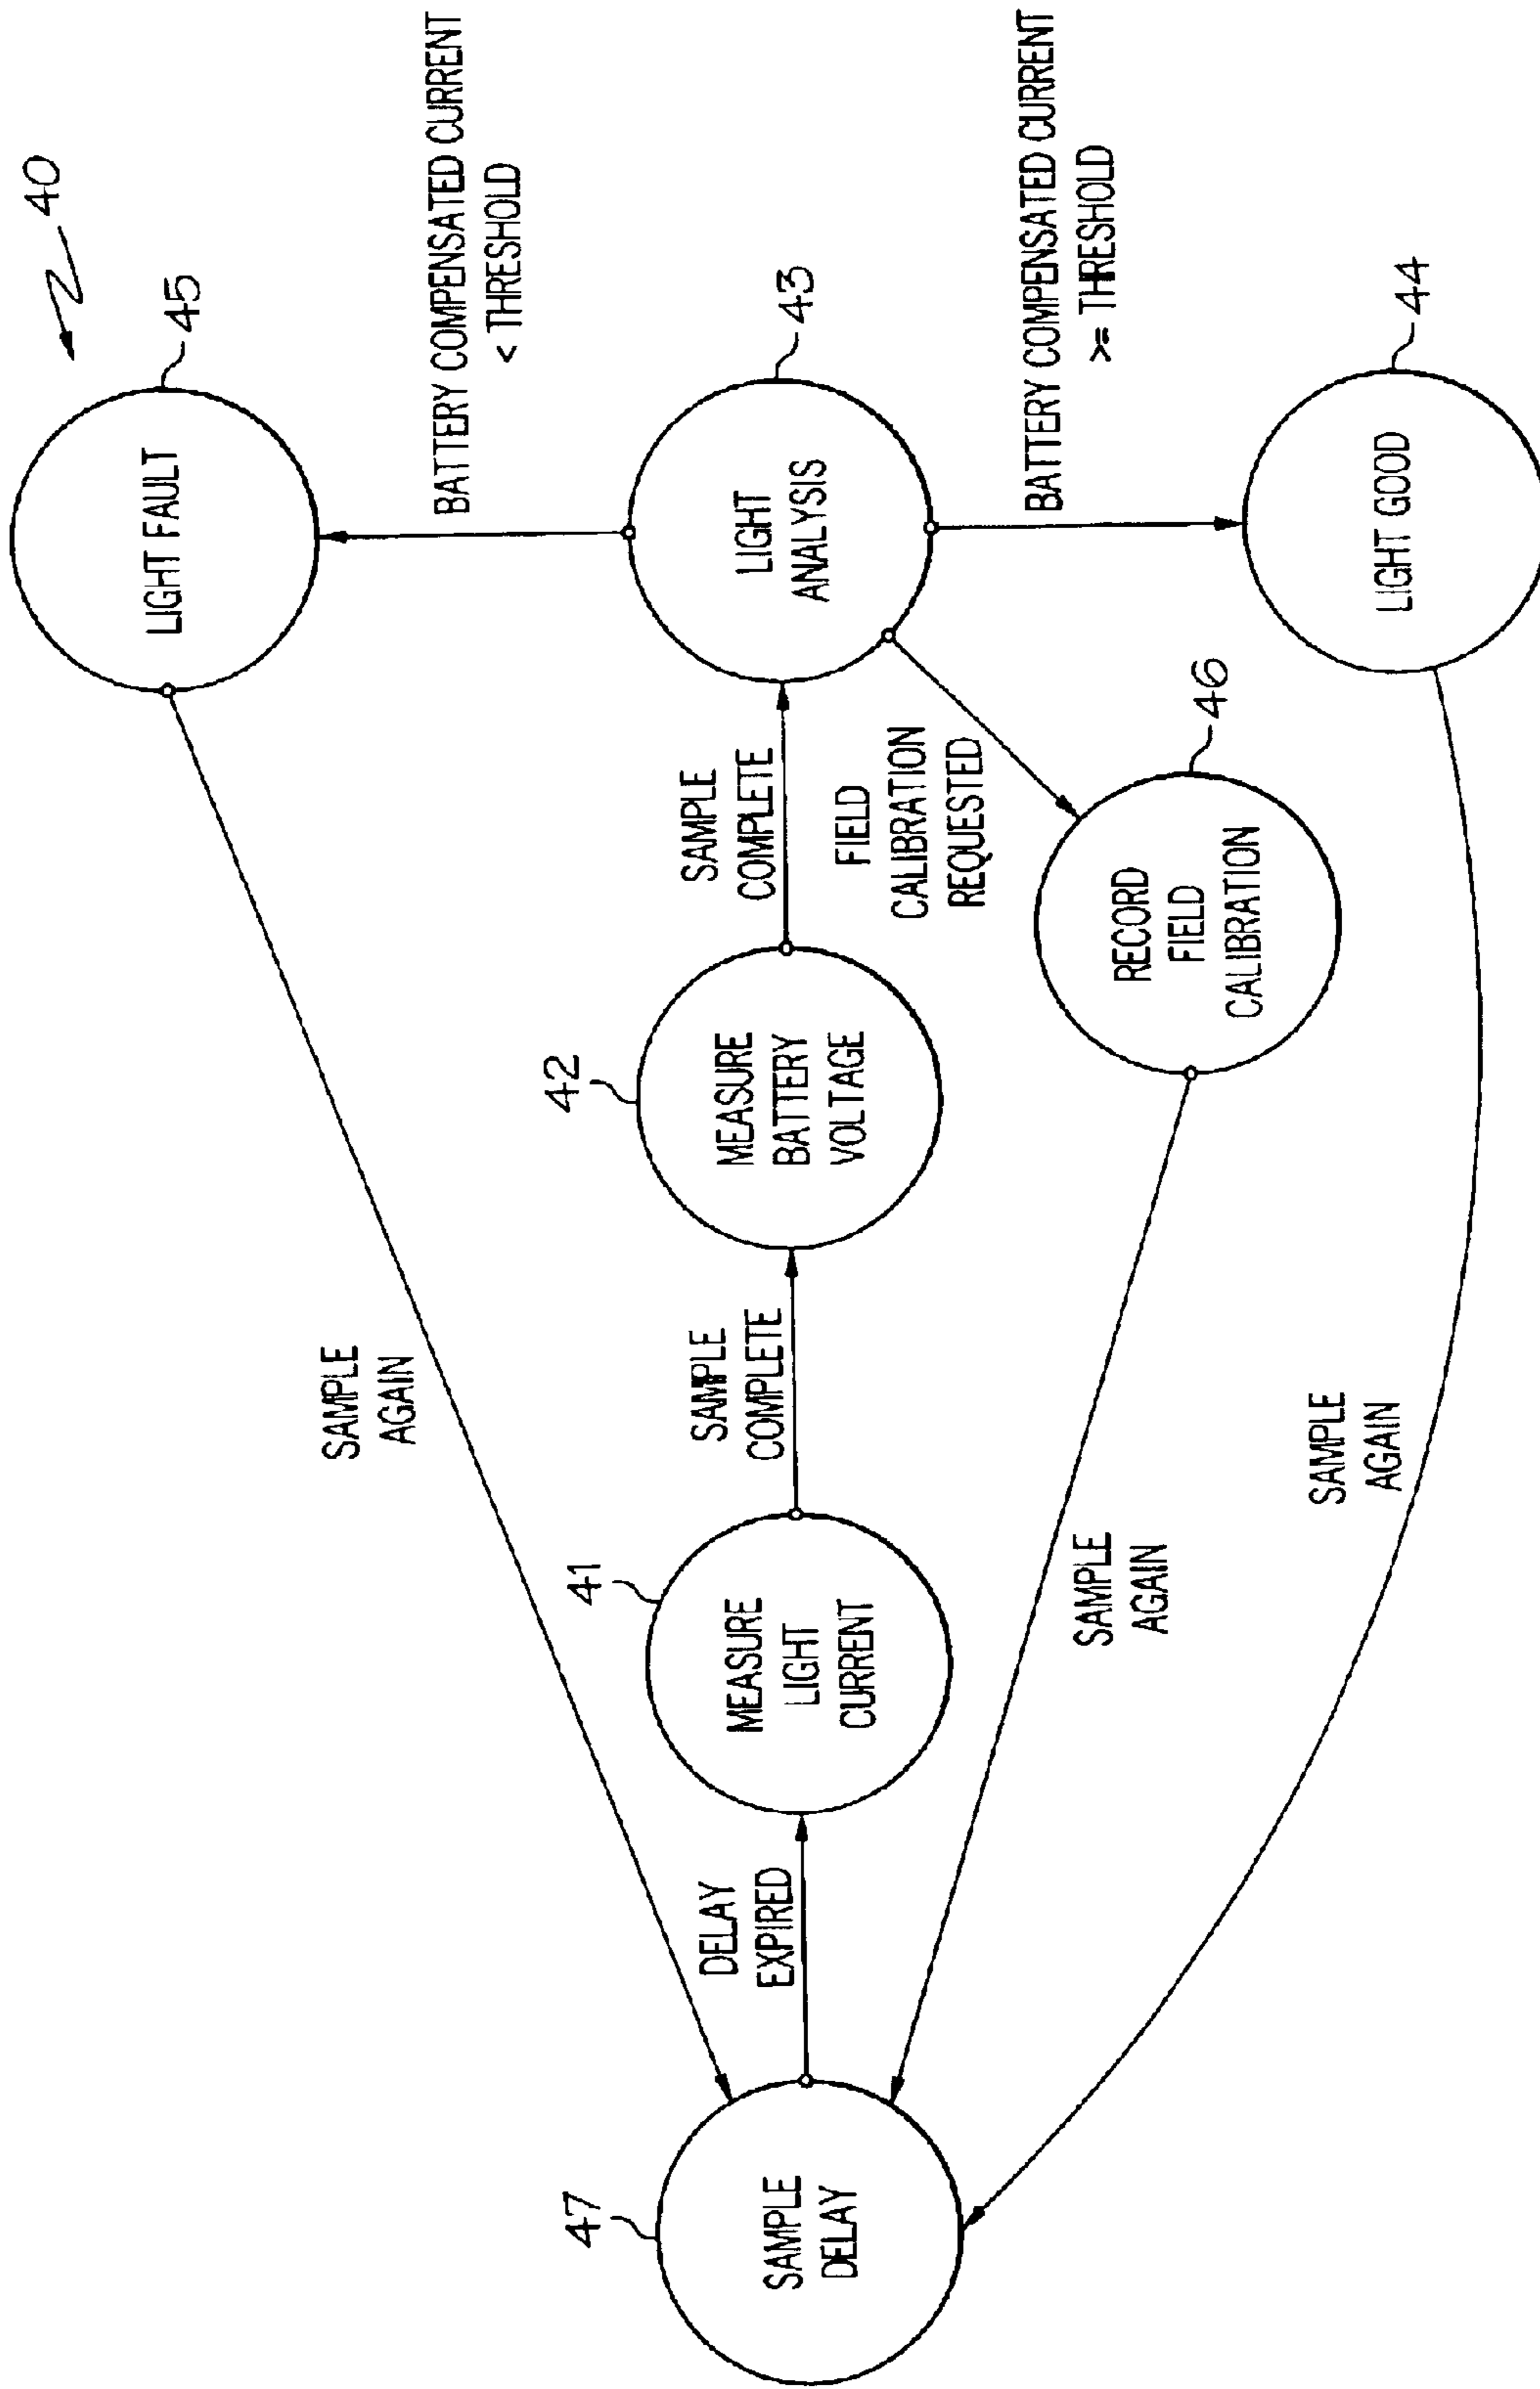 40
LIGHT FAULT
45
BATTERY COMPENSATED CURRENT
< THRESHOLD
SAMPLE
AGAIN
47
SAMPLE
DELAY
DELAY
EXPIRED
41
MEASURE
LIGHT
CURRENT
SAMPLE
COMPLETE
42
MEASURE
BATTERY
VOLTAGE
SAMPLE
COMPLETE
LIGHT
ANALYSIS
43
FIELD
CALIBRATION
REQUESTED
RECORD
FIELD
CALIBRATION
46
SAMPLE
AGAIN
BATTERY COMPENSATED CURRENT
>= THRESHOLD
LIGHT GOOD
44
SAMPLE
AGAIN